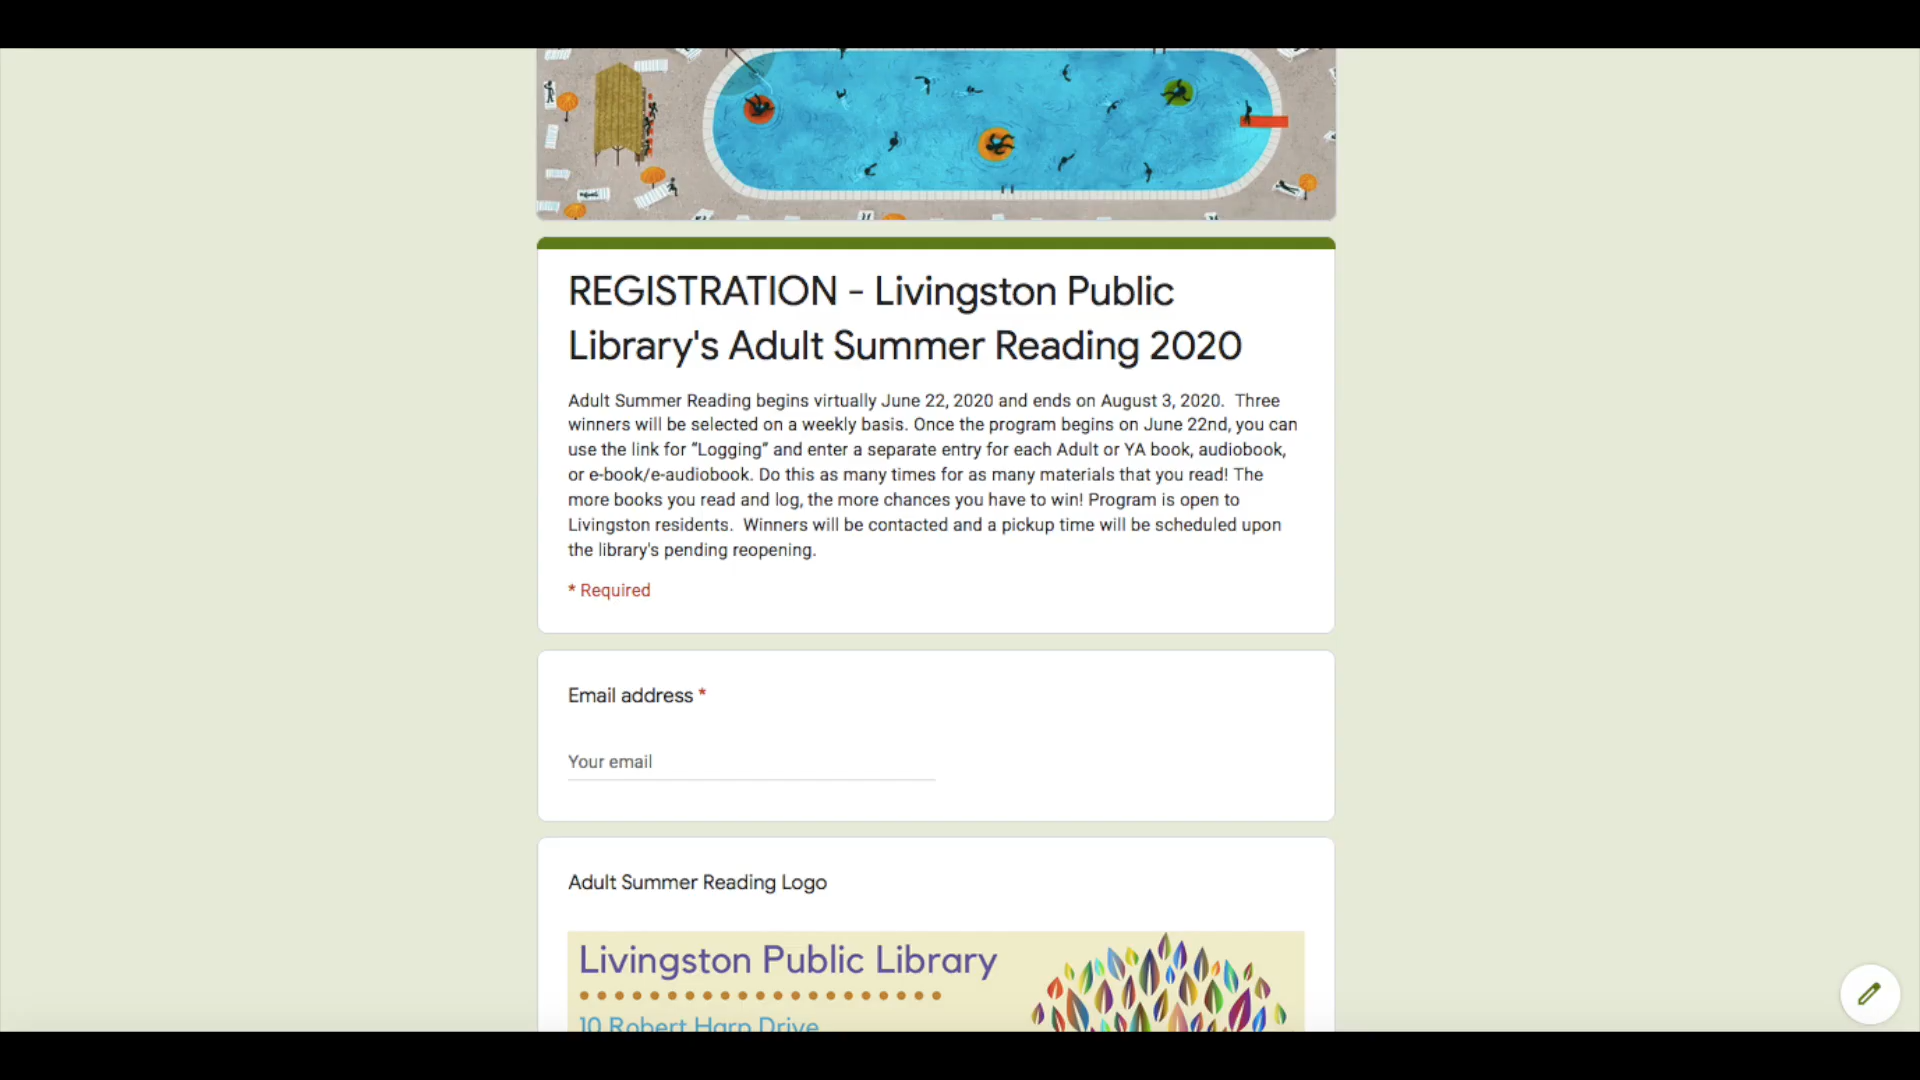 REGISTRATION - Livingston Public
Library's Adult Summer Reading 2020
Adult Summer Reading begins virtually June 22, 2020 and ends on August 3, 2020.  Three
winners will be selected on a weekly basis. Once the program begins on June 22nd, you can
use the link for “Logging” and enter a separate entry for each Adult or YA book, audiobook,
or e-book/e-audiobook. Do this as many times for as many materials that you read! The
more books you read and log, the more chances you have to win! Program is open to
Livingston residents.  Winners will be contacted and a pickup time will be scheduled upon
the library's pending reopening.
* Required
Email address *
Your email
Adult Summer Reading Logo
Livingston Public Library
10 Robert Harp Drive